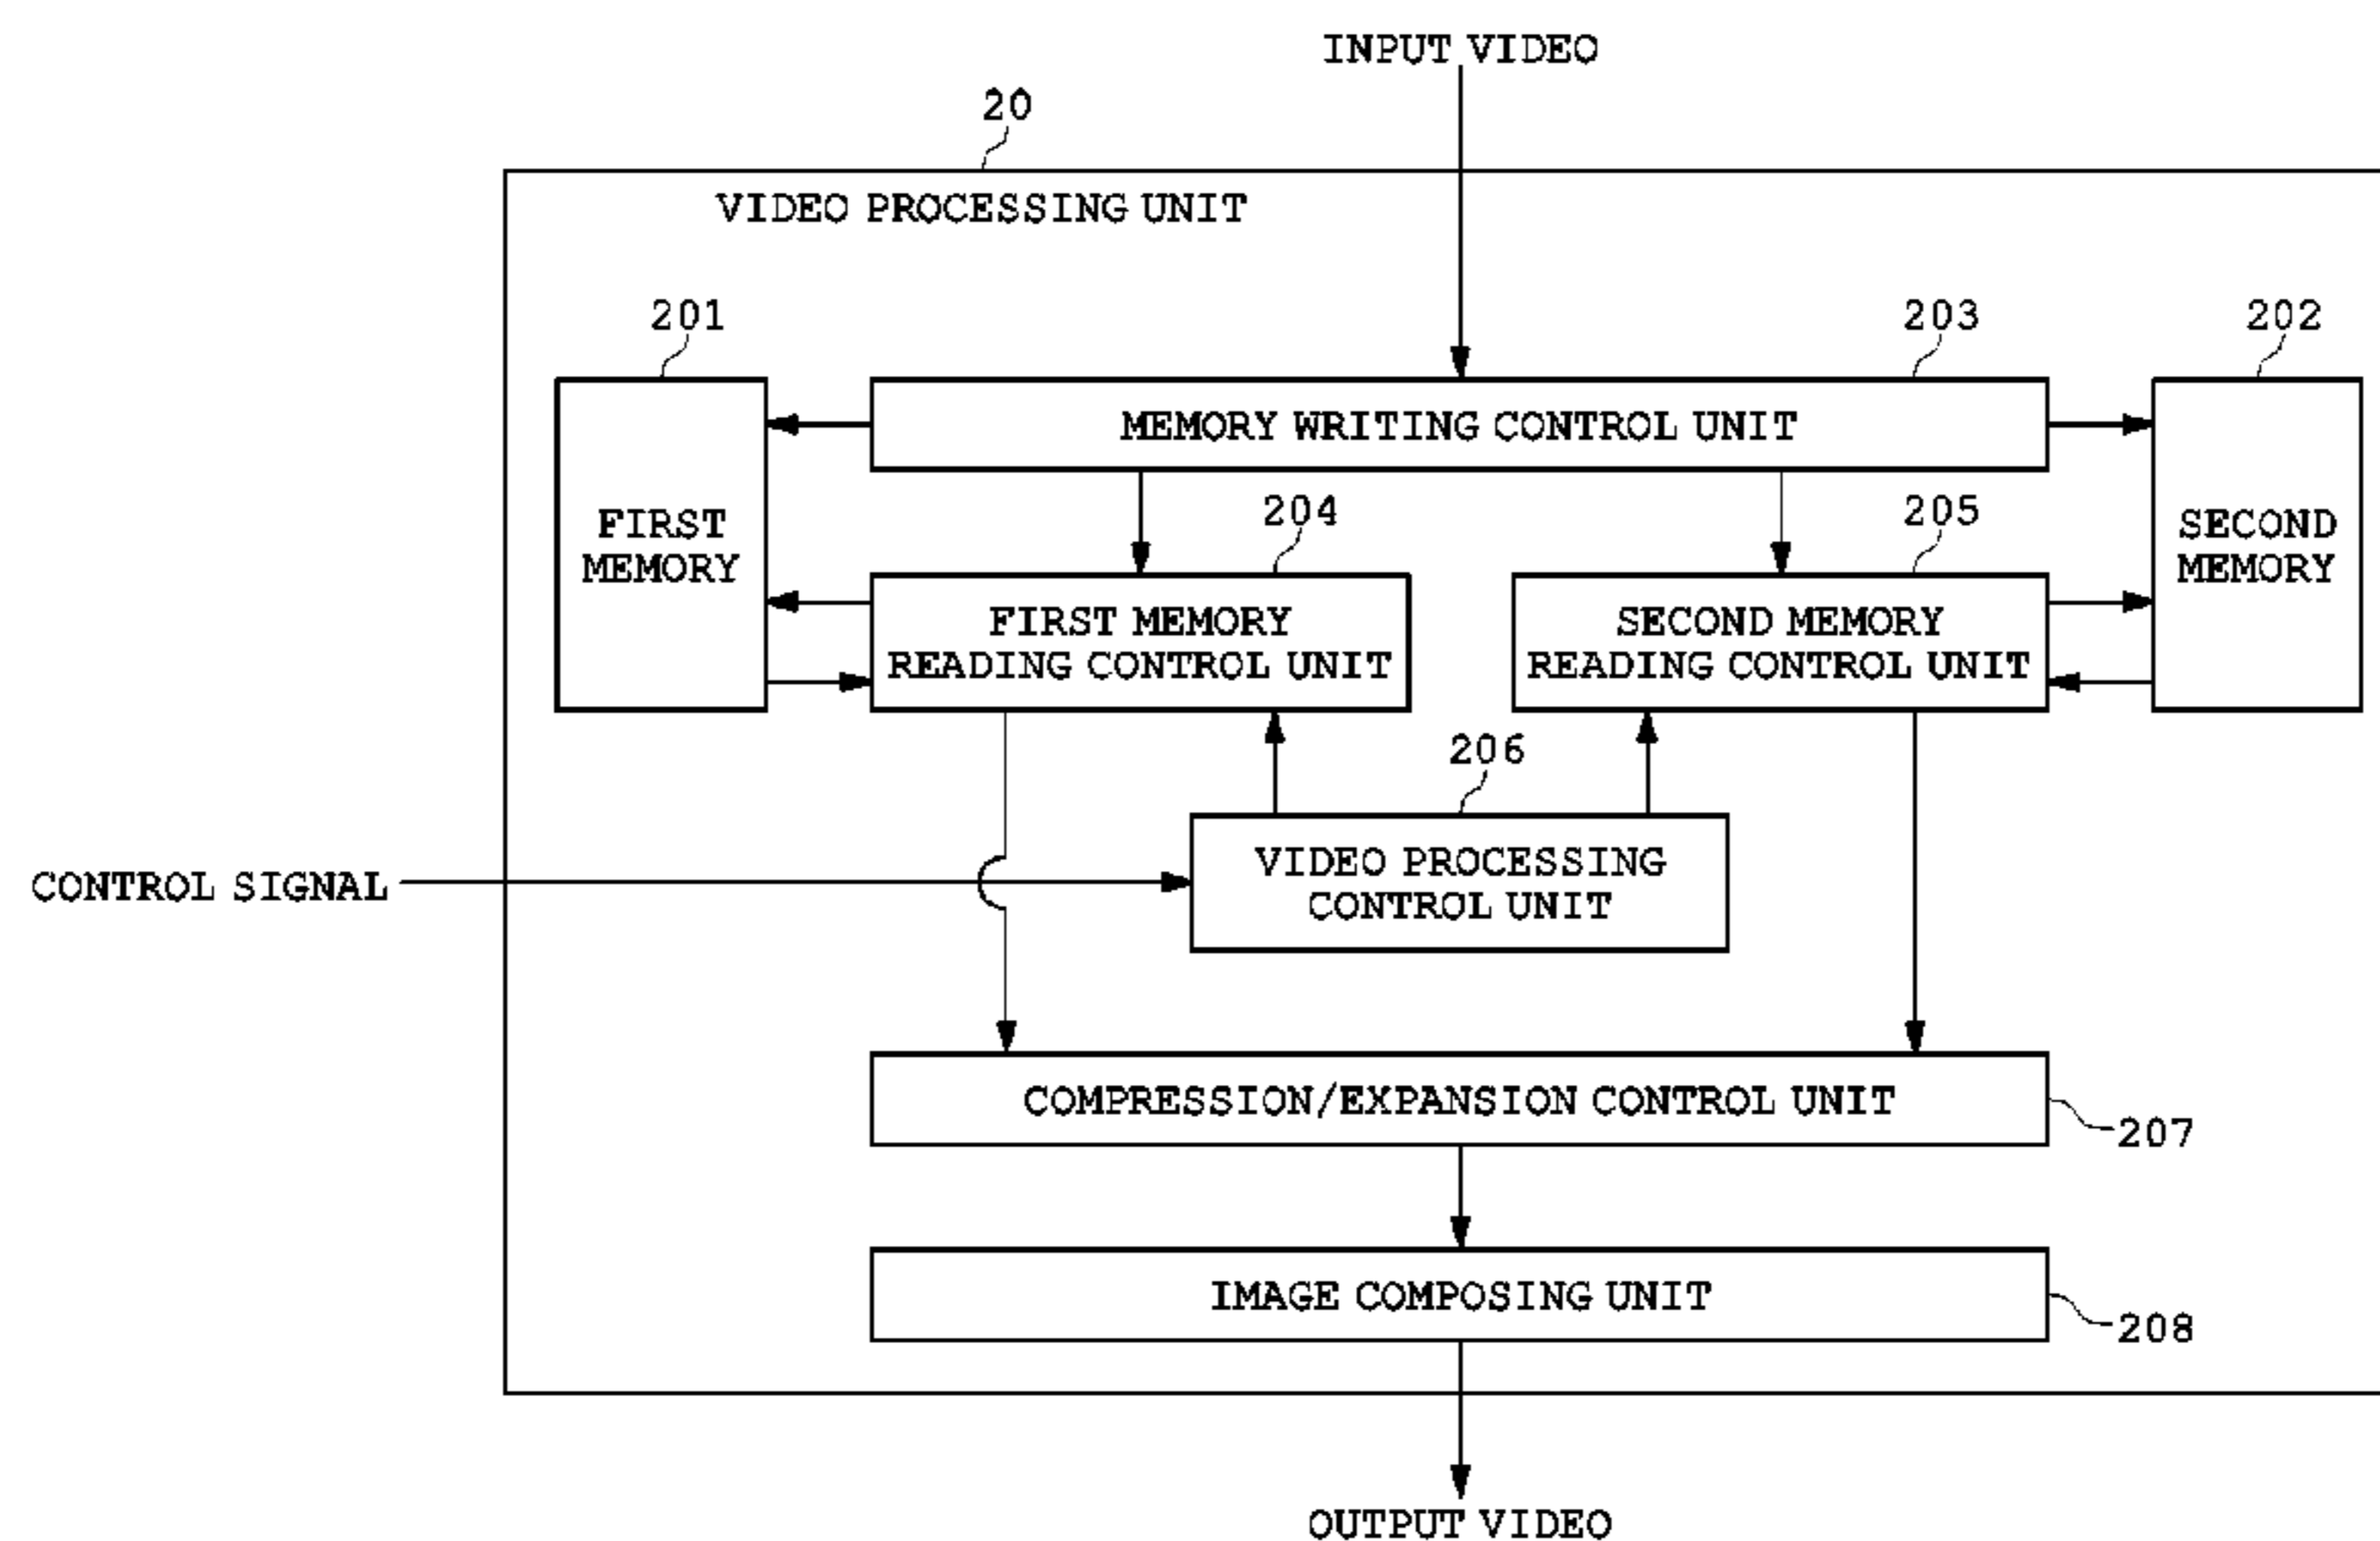 INPUT VIDEO
20
VIDEO PROCESSING UNIT
201
203
202
MEMORY WRITING CONTROL UNIT
FIRST
MEMORY
204
205
SECOND
MEMORY
FIRST MEMORY
READING CONTROL UNIT
SECOND MEMORY
READING CONTROL UNIT
206
CONTROL SIGNAL
VIDEO PROCESSING
CONTROL UNIT
COMPRESSION/EXPANSION CONTROL UNIT
207
IMAGE COMPOSING UNIT
208
OUTPUT VIDEO